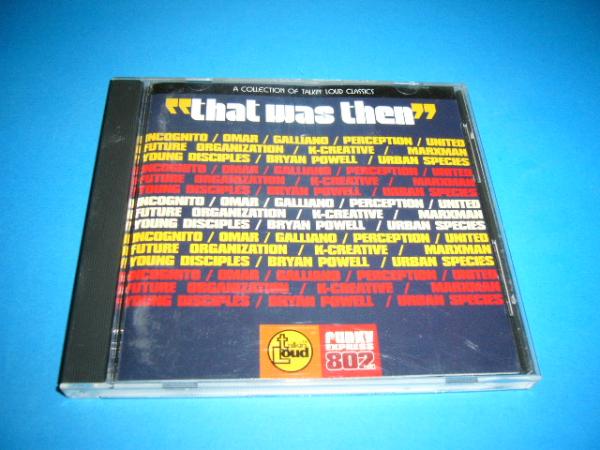 A COLLECTION OF TALKIN' LOUD CLASSICS
"that was then"
INCOGNITO / OMAR / GALLIANO / PERCEPTION / UNITED
FUTURE ORGANIZATION / K-CREATIVE / MARXMAN
YOUNG DISCIPLES / BRYAN POWELL / URBAN SPECIES
INCOGNITO / OMAR / GALLIANO / PERCEPTION / UNITED
FUTURE ORGANIZATION / K-CREATIVE / MARXMAN
YOUNG DISCIPLES / BRYAN POWELL / URBAN SPECIES
INCOGNITO / OMAR / GALLIANO / PERCEPTION / UNITED
FUTURE ORGANIZATION / K-CREATIVE / MARXMAN
YOUNG DISCIPLES / BRYAN POWELL / URBAN SPECIES
INCOGNITO / OMAR / GALLIANO / PERCEPTION / UNITED
FUTURE ORGANIZATION / K-CREATIVE / MARXMAN
YOUNG DISCIPLES / BRYAN POWELL / URBAN SPECIES
INCOGNITO / OMAR / GALLIANO / PERCEPTION / UNITED
FUTURE ORGANIZATION / K-CREATIVE / MARXMAN
YOUNG DISCIPLES / BRYAN POWELL / URBAN SPECIES
talkin Loud
FUNKY
EXPRESS
802